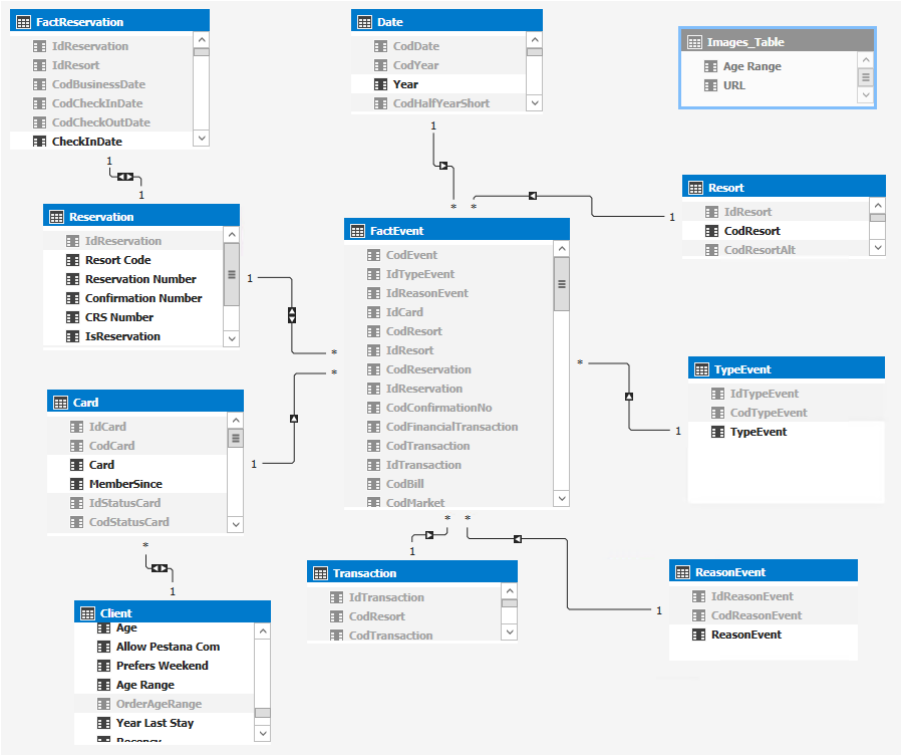 FactReservation
IdReservation
IdResort
CodBusinessDate
CodCheckInDate
CodCheckOutDate
CheckInDate
Date
CodDate
CodYear
Year
CodHalfYearShort
Images_Table
Age Range
URL
1
1
1
*
*
Resort
IdResort
CodResort
CodResortAlt
1
Reservation
IdReservation
Resort Code
Reservation Number
Confirmation Number
CRS Number
IsReservation
1
*
*
FactEvent
CodEvent
IdTypeEvent
IdReasonEvent
IdCard
CodResort
IdResort
CodReservation
IdReservation
CodConfirmationNo
CodFinancialTransaction
CodTransaction
IdTransaction
CodBill
CodMarket
*
TypeEvent
IdTypeEvent
CodTypeEvent
TypeEvent
1
Card
IdCard
CodCard
Card
MemberSince
IdStatusCard
CodStatusCard
1
*
1
*
*
1
Transaction
IdTransaction
CodResort
CodTransaction
ReasonEvent
IdReasonEvent
CodReasonEvent
ReasonEvent
1
Client
Age
Allow Pestana Com
Prefers Weekend
Age Range
OrderAgeRange
Year Last Stay
Recency